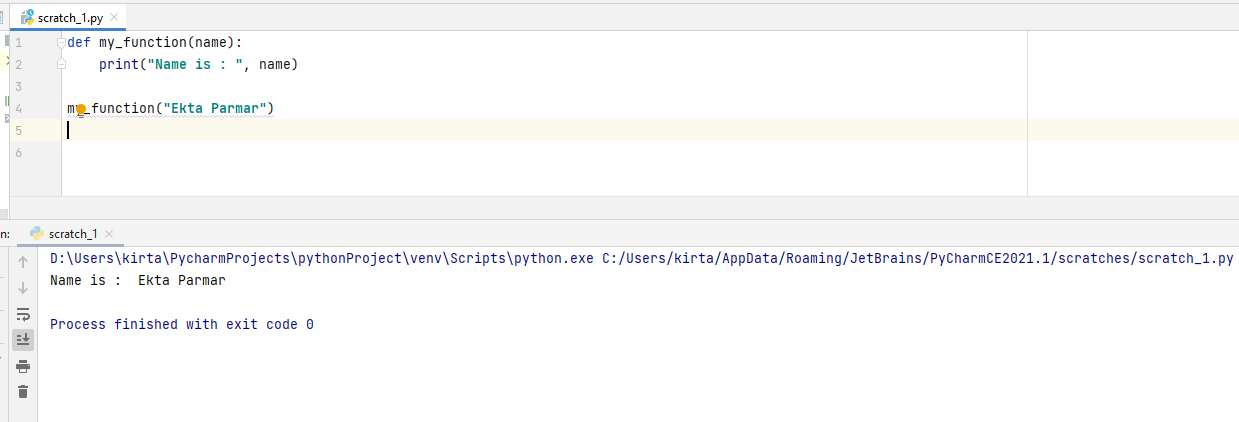 scratch_1.py
1 def my_function(name):
2     print("Name is : ", name)
3
4 my_function("Ekta Parmar")
5
6
n: scratch_1
D:\Users\kirta\PycharmProjects\pythonProject\venv\Scripts\python.exe C:/Users/kirta/AppData/Roaming/JetBrains/PyCharmCE2021.1/scratches/scratch_1.py
Name is :  Ekta Parmar
Process finished with exit code 0